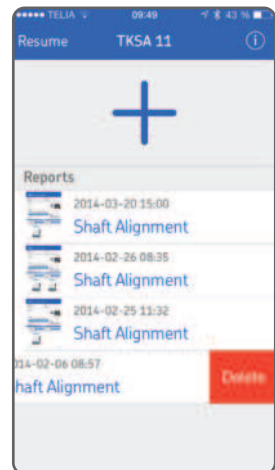 TELIA 09:49 43 %
Resume TKSA 11
Reports
2014-03-20 15:00
Shaft Alignment
2014-02-26 08:35
Shaft Alignment
2014-02-25 11:32
Shaft Alignment
014-02-06 08:57
haft Alignment
Delete